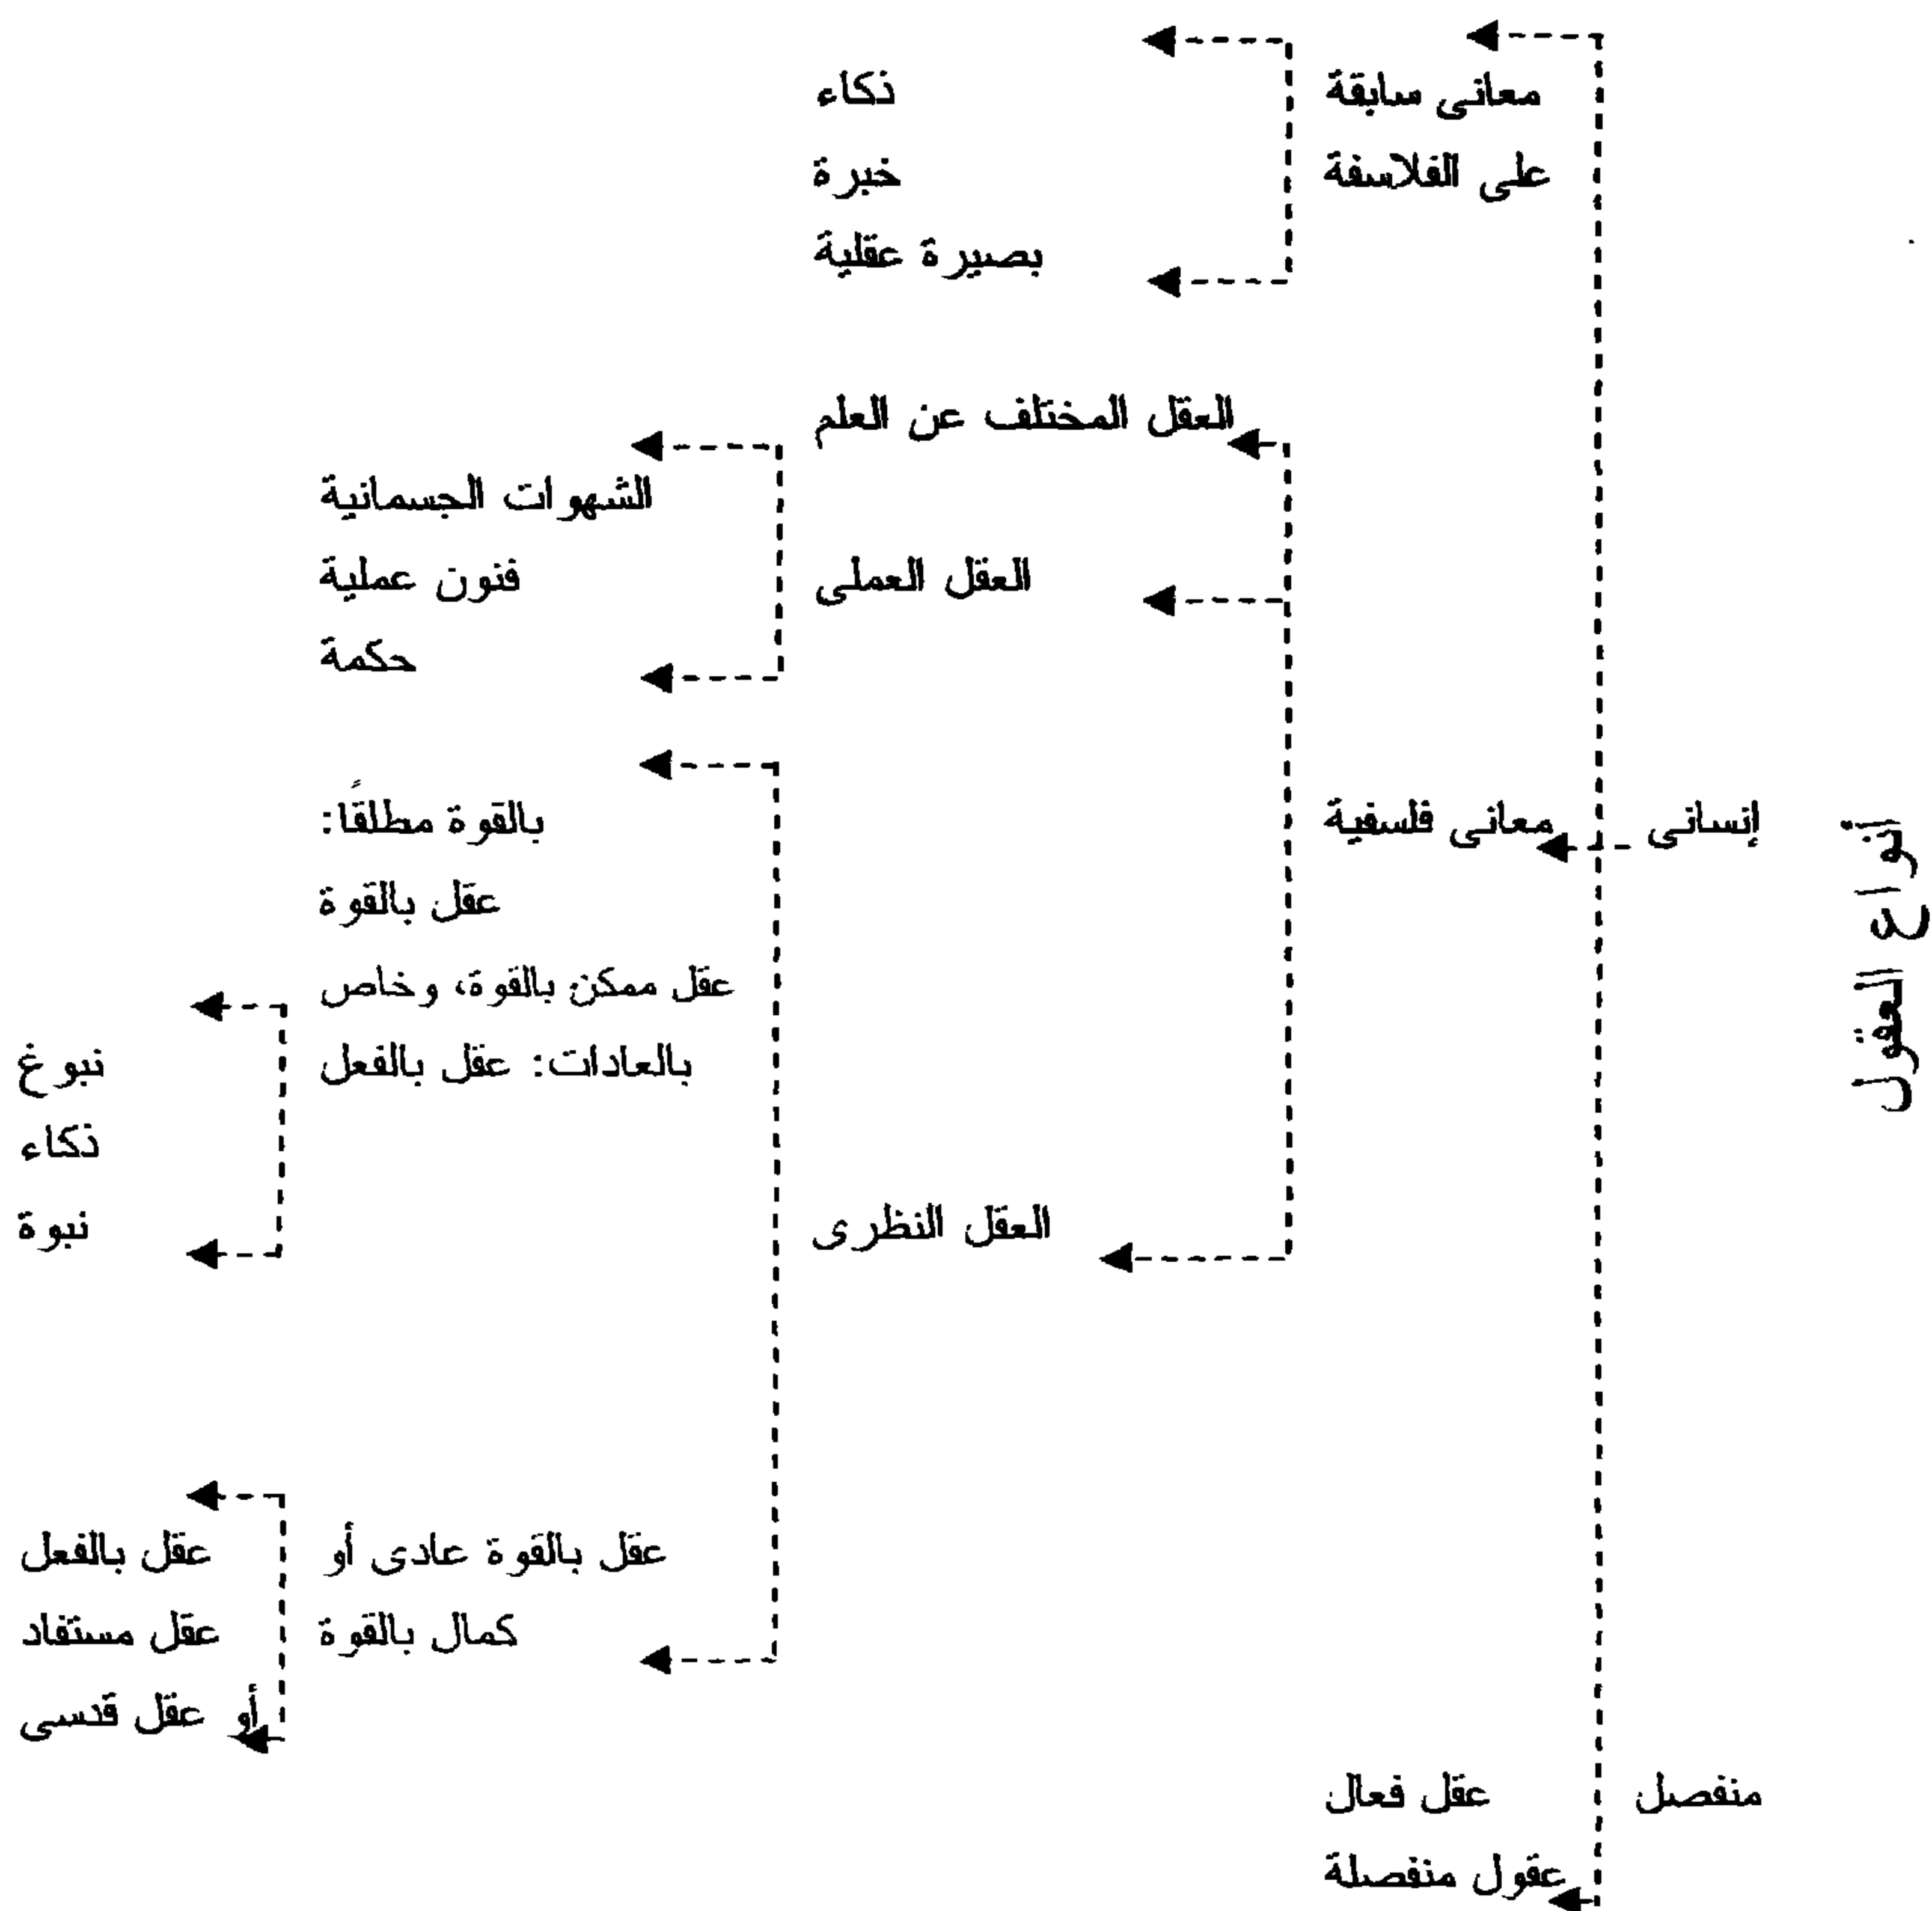 أنواع العقول
إنسانى
معانى سابقة
على الفلاسفة
ذكاء
خبرة
بصيرة عقلية
معانى فلسفية
العقل المختلف عن العلم
العقل العملى
الشهوات الجسمانية
فنون عملية
حكمة
العقل النظرى
بالقوة مطلقًا:
عقل بالقوة
عقل ممكن بالقوة، وخاص
بالعادات: عقل بالفعل
نبوغ
ذكاء
نبوة
عقل بالقوة عادى أو
كمال بالقوة
عقل بالفعل
عقل مستفاد
أو عقل قدسى
منفصل
عقل فعال
عقول منفصلة